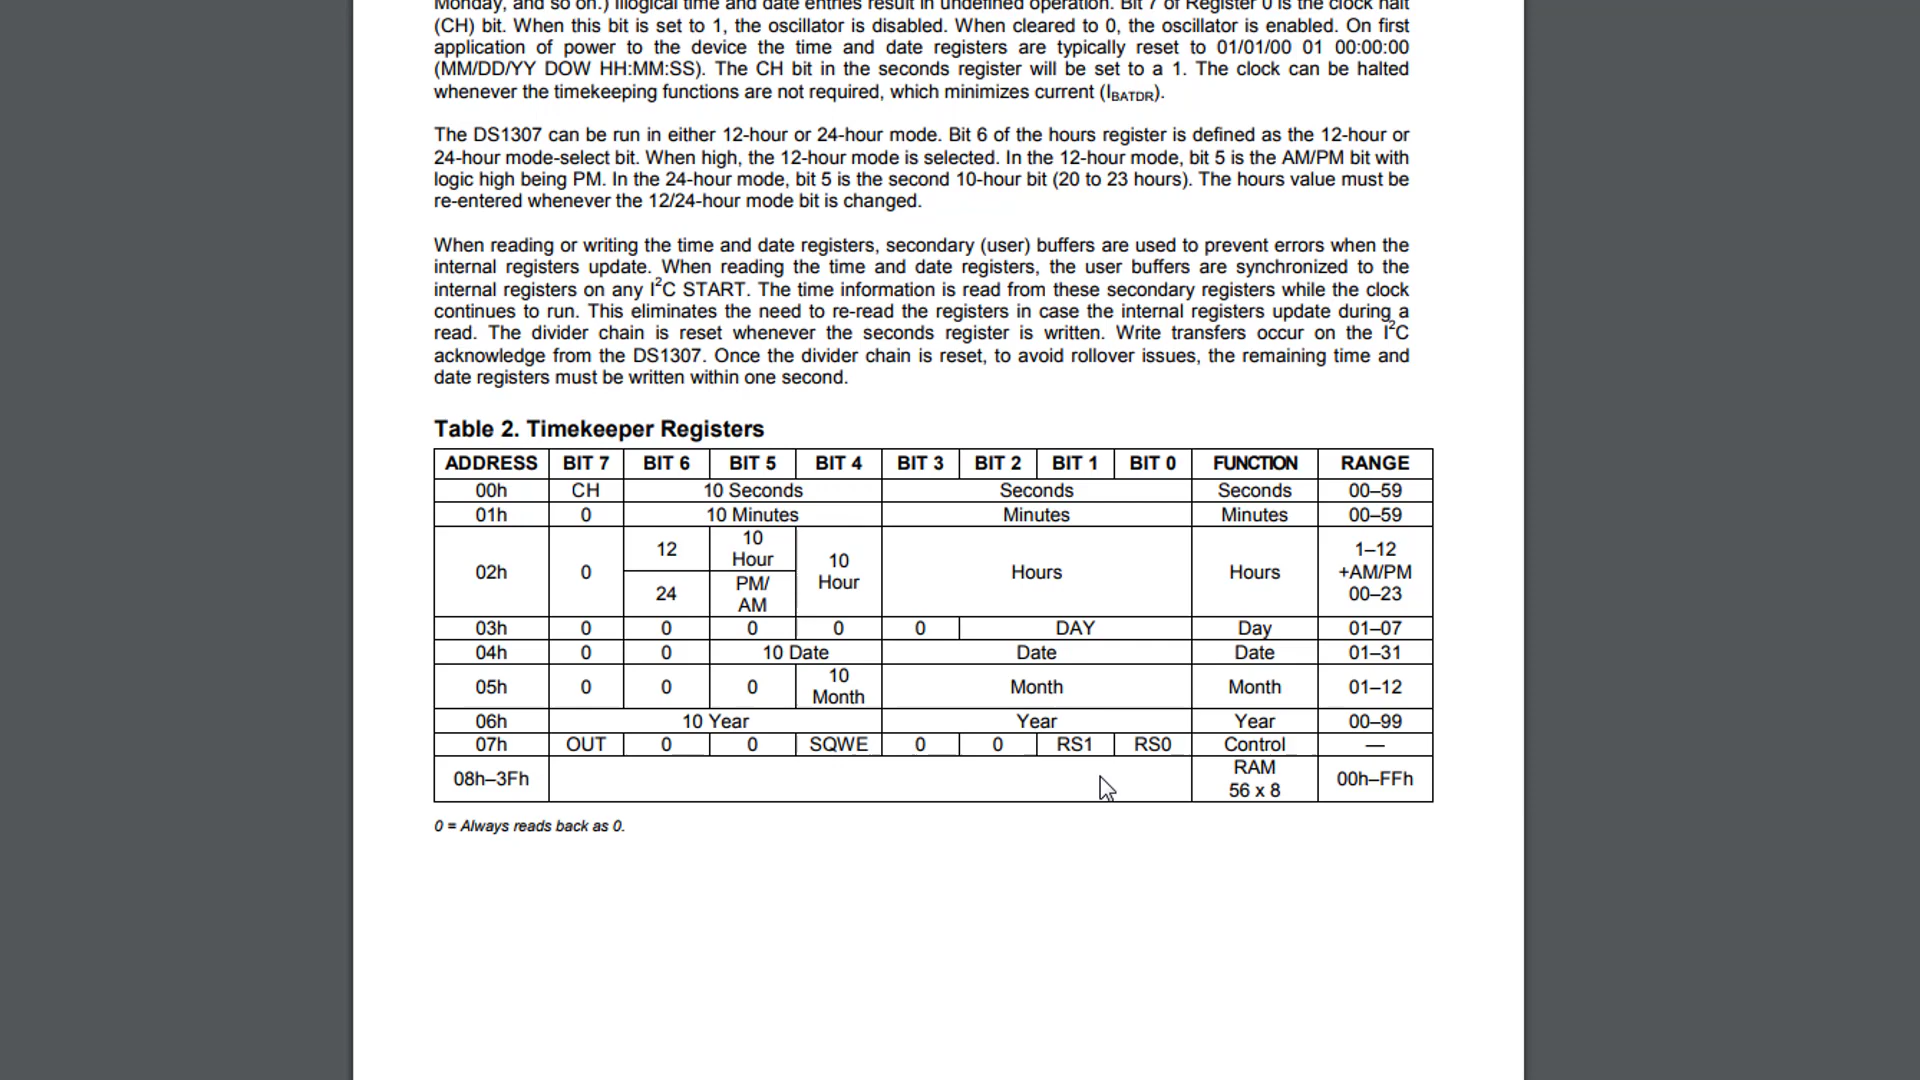 Monday, and so on.) Illogical time and date entries result in undefined operation. Bit 7 of Register 0 is the clock halt
(CH) bit. When this bit is set to 1, the oscillator is disabled. When cleared to 0, the oscillator is enabled. On first
application of power to the device the time and date registers are typically reset to 01/01/00 01 00:00:00
(MM/DD/YY DOW HH:MM:SS). The CH bit in the seconds register will be set to a 1. The clock can be halted
whenever the timekeeping functions are not required, which minimizes current (IBATDR).
The DS1307 can be run in either 12-hour or 24-hour mode. Bit 6 of the hours register is defined as the 12-hour or
24-hour mode-select bit. When high, the 12-hour mode is selected. In the 12-hour mode, bit 5 is the AM/PM bit with
logic high being PM. In the 24-hour mode, bit 5 is the second 10-hour bit (20 to 23 hours). The hours value must be
re-entered whenever the 12/24-hour mode bit is changed.
When reading or writing the time and date registers, secondary (user) buffers are used to prevent errors when the
internal registers update. When reading the time and date registers, the user buffers are synchronized to the
internal registers on any I²C START. The time information is read from these secondary registers while the clock
continues to run. This eliminates the need to re-read the registers in case the internal registers update during a
read. The divider chain is reset whenever the seconds register is written. Write transfers occur on the I²C
acknowledge from the DS1307. Once the divider chain is reset, to avoid rollover issues, the remaining time and
date registers must be written within one second.
Table 2. Timekeeper Registers
ADDRESS BIT 7 BIT 6 BIT 5 BIT 4 BIT 3 BIT 2 BIT 1 BIT 0 FUNCTION RANGE
00h CH 10 Seconds Seconds Seconds 00–59
01h 0 10 Minutes Minutes Minutes 00–59
02h 0 12 10 Hour 10 Hour Hours Hours 1–12 +AM/PM 00–23
24 PM/ AM
03h 0 0 0 0 0 DAY Day 01–07
04h 0 0 10 Date Date Date 01–31
05h 0 0 0 10 Month Month Month 01–12
06h 10 Year Year Year 00–99
07h OUT 0 0 SQWE 0 0 RS1 RS0 Control —
08h–3Fh RAM 56 x 8 00h–FFh
0 = Always reads back as 0.